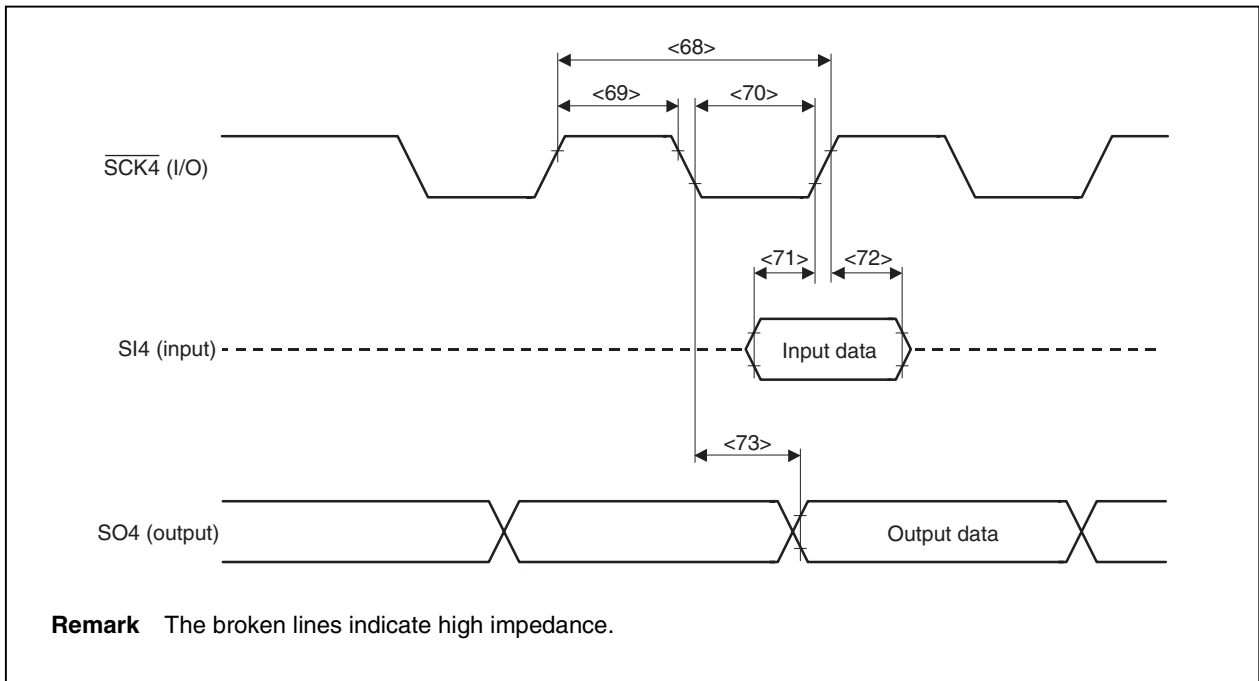 <68>
<69> <70>
S̅C̅K̅4̅ (I/O)
<71> <72>
SI4 (input) Input data
<73>
SO4 (output) Output data
Remark The broken lines indicate high impedance.